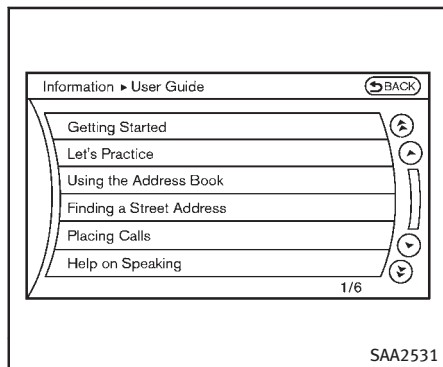 Information ▸ User Guide
BACK
Getting Started
Let's Practice
Using the Address Book
Finding a Street Address
Placing Calls
Help on Speaking
1/6
SAA2531